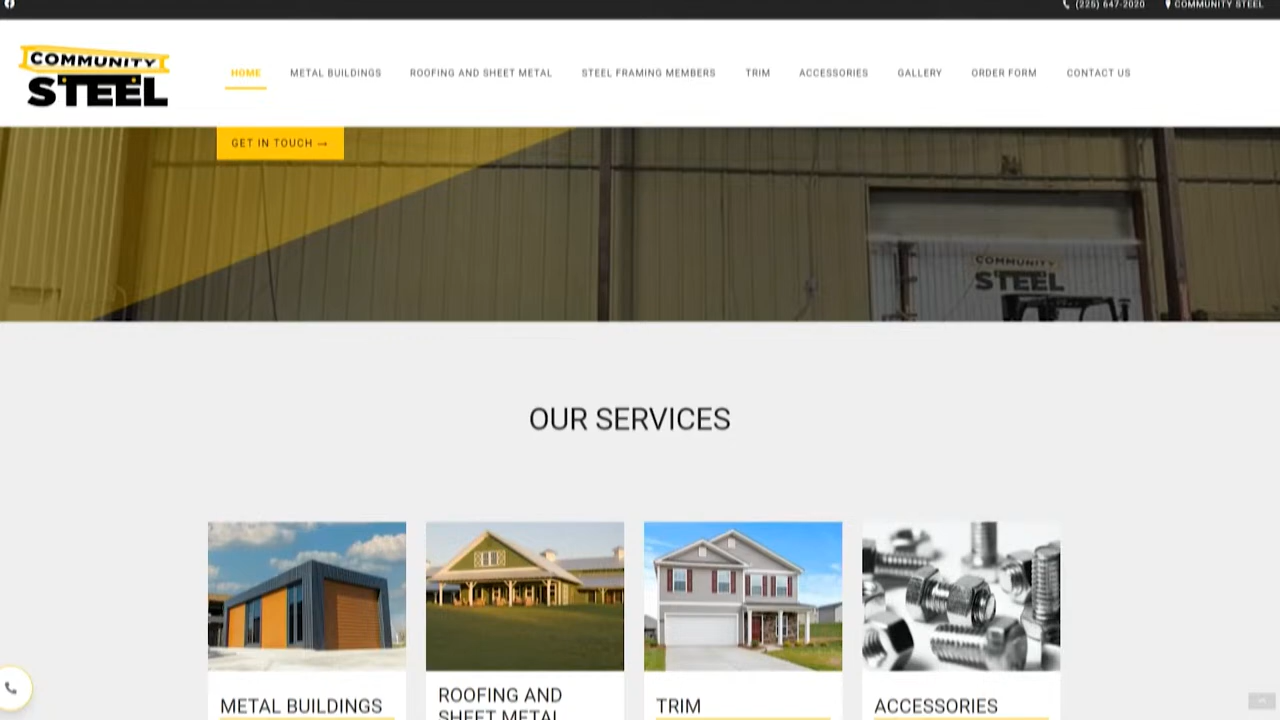 (225) 647-2020 COMMUNITY STEEL
COMMUNITY
STEEL
HOME METAL BUILDINGS ROOFING AND SHEET METAL STEEL FRAMING MEMBERS TRIM ACCESSORIES GALLERY ORDER FORM CONTACT US
GET IN TOUCH →
COMMUNITY
STEEL
OUR SERVICES
METAL BUILDINGS
ROOFING AND
SHEET METAL
TRIM
ACCESSORIES